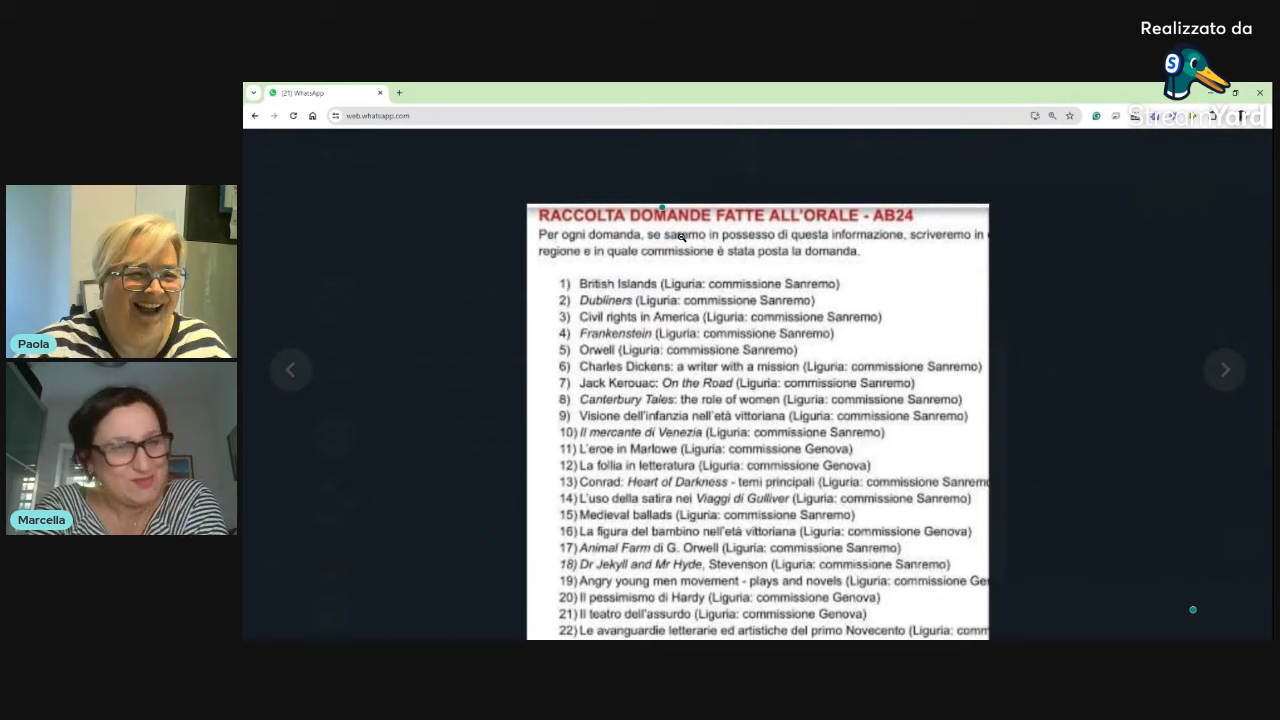 Realizzato da
S
StreamYard
(21) WhatsApp
web.whatsapp.com
RACCOLTA DOMANDE FATTE ALL'ORALE - AB24
Per ogni domanda, se saremo in possesso di questa informazione, scriveremo in
regione e in quale commissione è stata posta la domanda.
1) British Islands (Liguria: commissione Sanremo)
2) Dubliners (Liguria: commissione Sanremo)
3) Civil rights in America (Liguria: commissione Sanremo)
4) Frankenstein (Liguria: commissione Sanremo)
5) Orwell (Liguria: commissione Sanremo)
6) Charles Dickens: a writer with a mission (Liguria: commissione Sanremo)
7) Jack Kerouac: On the Road (Liguria: commissione Sanremo)
8) Canterbury Tales: the role of women (Liguria: commissione Sanremo)
9) Visione dell'infanzia nell'età vittoriana (Liguria: commissione Sanremo)
10) Il mercante di Venezia (Liguria: commissione Sanremo)
11) L'eroe in Marlowe (Liguria: commissione Genova)
12) La follia in letteratura (Liguria: commissione Genova)
13) Conrad: Heart of Darkness - temi principali (Liguria: commissione Sanremo
14) L'uso della satira nei Viaggi di Gulliver (Liguria: commissione Sanremo)
15) Medieval ballads (Liguria: commissione Sanremo)
16) La figura del bambino nell'età vittoriana (Liguria: commissione Genova)
17) Animal Farm di G. Orwell (Liguria: commissione Sanremo)
18) Dr Jekyll and Mr Hyde, Stevenson (Liguria: commissione Sanremo)
19) Angry young men movement - plays and novels (Liguria: commissione Ge
20) Il pessimismo di Hardy (Liguria: commissione Genova)
21) Il teatro dell'assurdo (Liguria: commissione Genova)
22) Le avanguardie letterarie ed artistiche del primo Novecento (Liguria: comm
Paola
Marcella